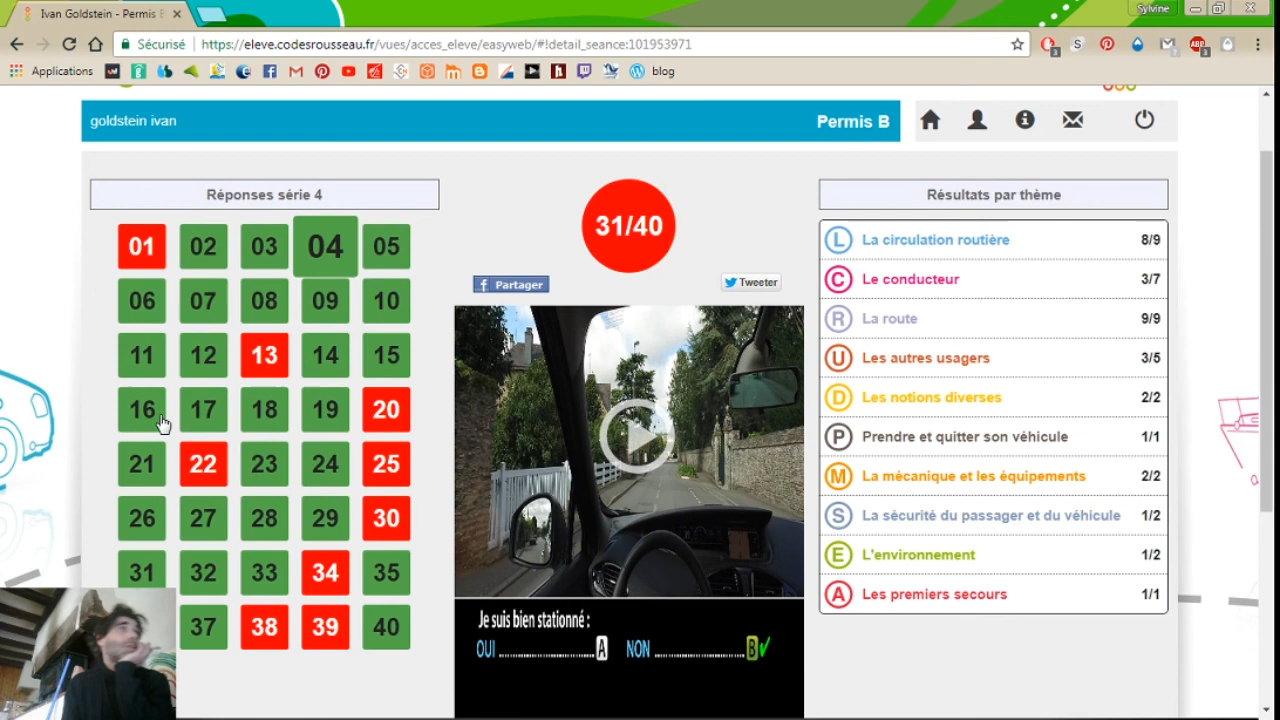 Ivan Goldstein - Permis B
Sylvine
Sécurisé
https://eleve.codesrousseau.fr/vues/acces_eleve/easyweb/#!detail_seance:101953971
Applications
blog
goldstein ivan
Permis B
Réponses série 4
01 02 03 04 05
06 07 08 09 10
11 12 13 14 15
16 17 18 19 20
21 22 23 24 25
26 27 28 29 30
31 32 33 34 35
37 38 39 40
31/40
Partager
Tweeter
Je suis bien stationné :
OUI A NON B
Résultats par thème
L La circulation routière 8/9
C Le conducteur 3/7
R La route 9/9
U Les autres usagers 3/5
D Les notions diverses 2/2
P Prendre et quitter son véhicule 1/1
M La mécanique et les équipements 2/2
S La sécurité du passager et du véhicule 1/2
E L'environnement 1/2
A Les premiers secours 1/1